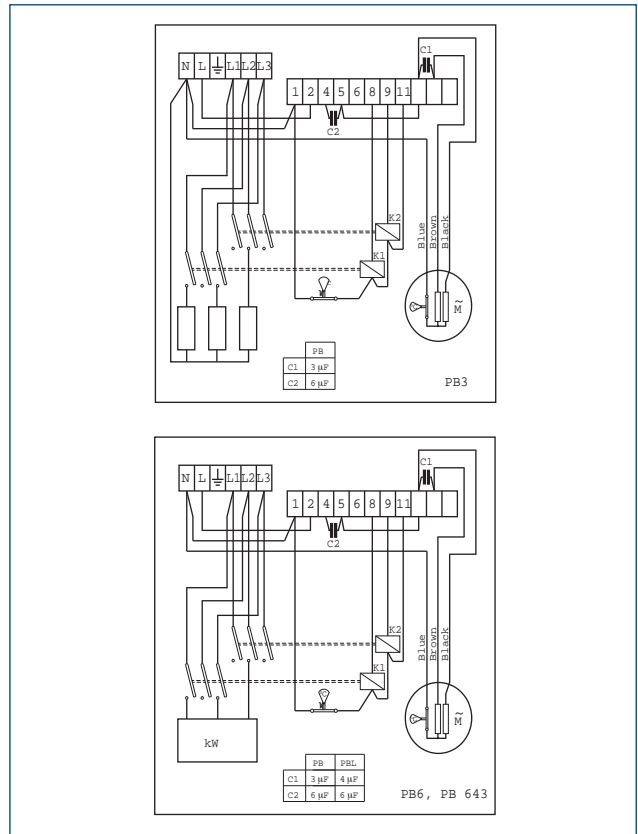 C1
N L L1 L2 L3
1 2 4 5 6 8 9 11
C2
K2
K1
Blue
Brown
Black
M
PB
C1 3 µF
C2 6 µF
PB3
C1
N L L1 L2 L3
1 2 4 5 6 8 9 11
C2
K2
K1
Blue
Brown
Black
°C
M
kW
PB PBL
C1 3 µF 4 µF
C2 6 µF 6 µF
PB6, PB 643